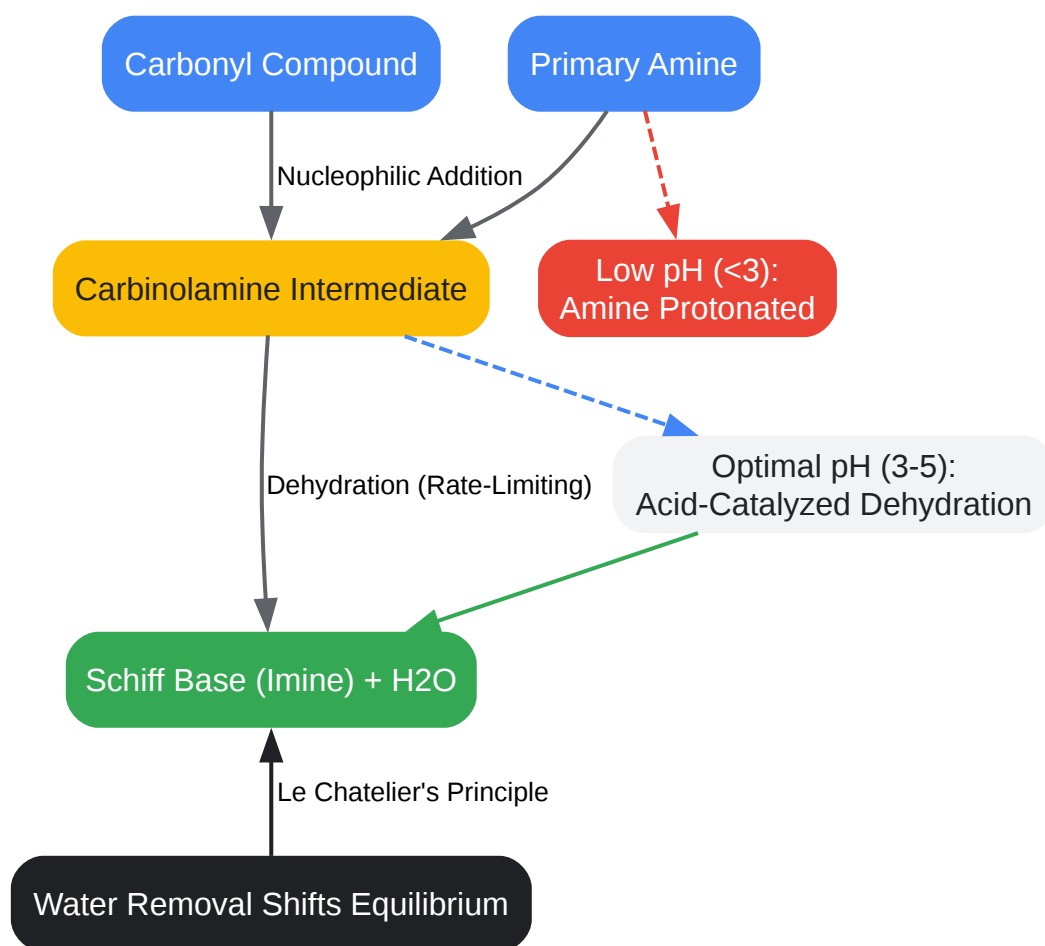 Carbonyl Compound
Primary Amine
Nucleophilic Addition
Carbinolamine Intermediate
Low pH (<3):
Amine Protonated
Optimal pH (3-5):
Acid-Catalyzed Dehydration
Dehydration (Rate-Limiting)
Schiff Base (Imine) + H2O
Le Chatelier's Principle
Water Removal Shifts Equilibrium